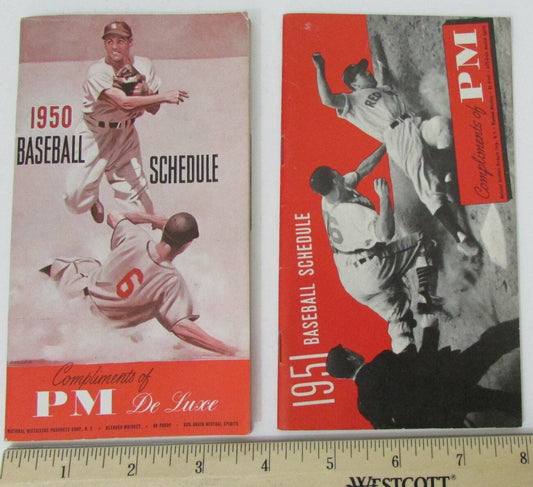 1950
BASEBALL
SCHEDULE
6
Compliments of
PM De Luxe
NATIONAL DISTILLERS PRODUCTS CORP., N. Y. • BLENDED WHISKEY • 86 PROOF • 65% GRAIN NEUTRAL SPIRITS
1951 BASEBALL SCHEDULE
Compliments of
PM
1 2 3 4 5 6 7 8
WESTCOTT